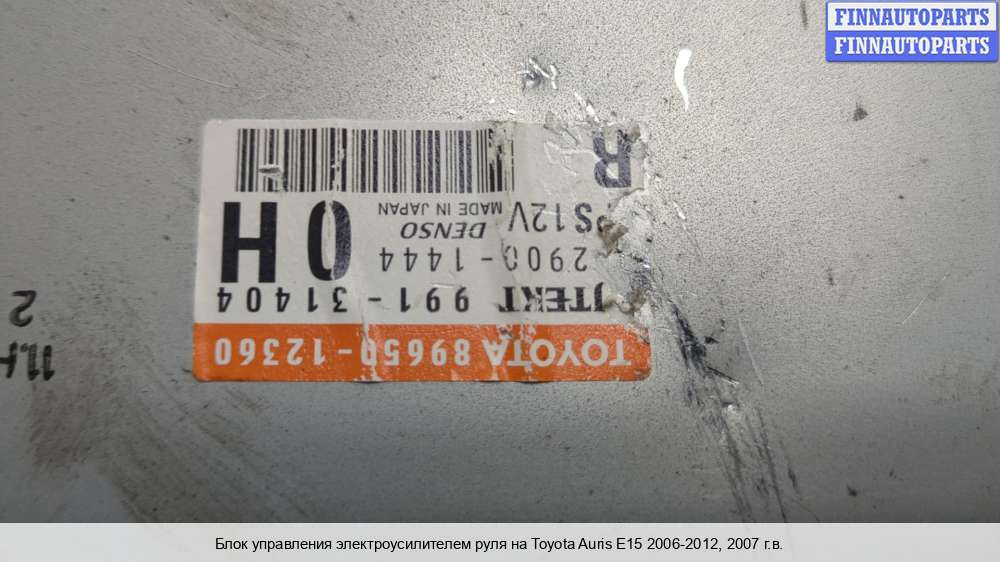 FINNAUTOPARTS
FINNAUTOPARTS
TOYOTA 89650-12360
JTEKT 991-31404
2900-1444
0H
DENSO
MADE IN JAPAN
PS12V
R
2
Блок управления электроусилителем руля на Toyota Auris E15 2006-2012, 2007 г.в.